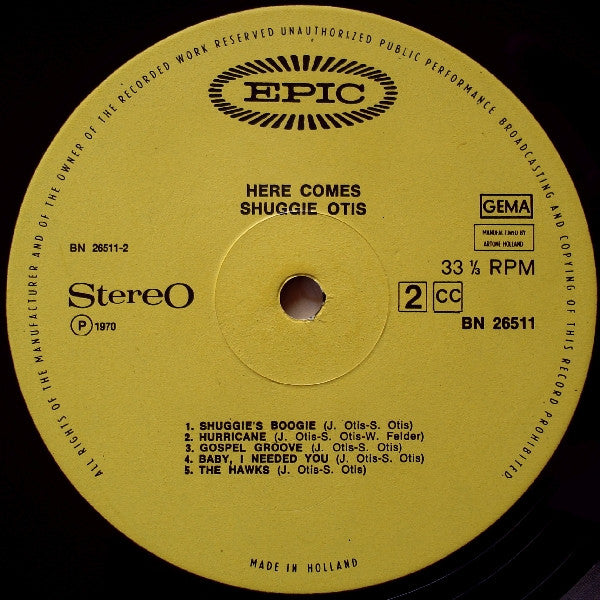 ALL RIGHTS OF THE MANUFACTURER AND OF THE OWNER OF THE RECORDED WORK RESERVED UNAUTHORIZED PUBLIC PERFORMANCE BROADCASTING AND COPYING OF THIS RECORD PROHIBITED.
EPIC
HERE COMES
SHUGGIE OTIS
GEMA
BY
ARTONE HOLLAND
BN 26511-2
33 ⅓ RPM
StereO
2 CC
Ⓟ 1970
BN 26511
1. SHUGGIE'S BOOGIE (J. Otis-S. Otis)
2. HURRICANE (J. Otis-S. Otis-W. Felder)
3. GOSPEL GROOVE (J. Otis-S. Otis)
4. BABY, I NEEDED YOU (J. Otis-S. Otis)
5. THE HAWKS (J. Otis-S. Otis)
MADE IN HOLLAND